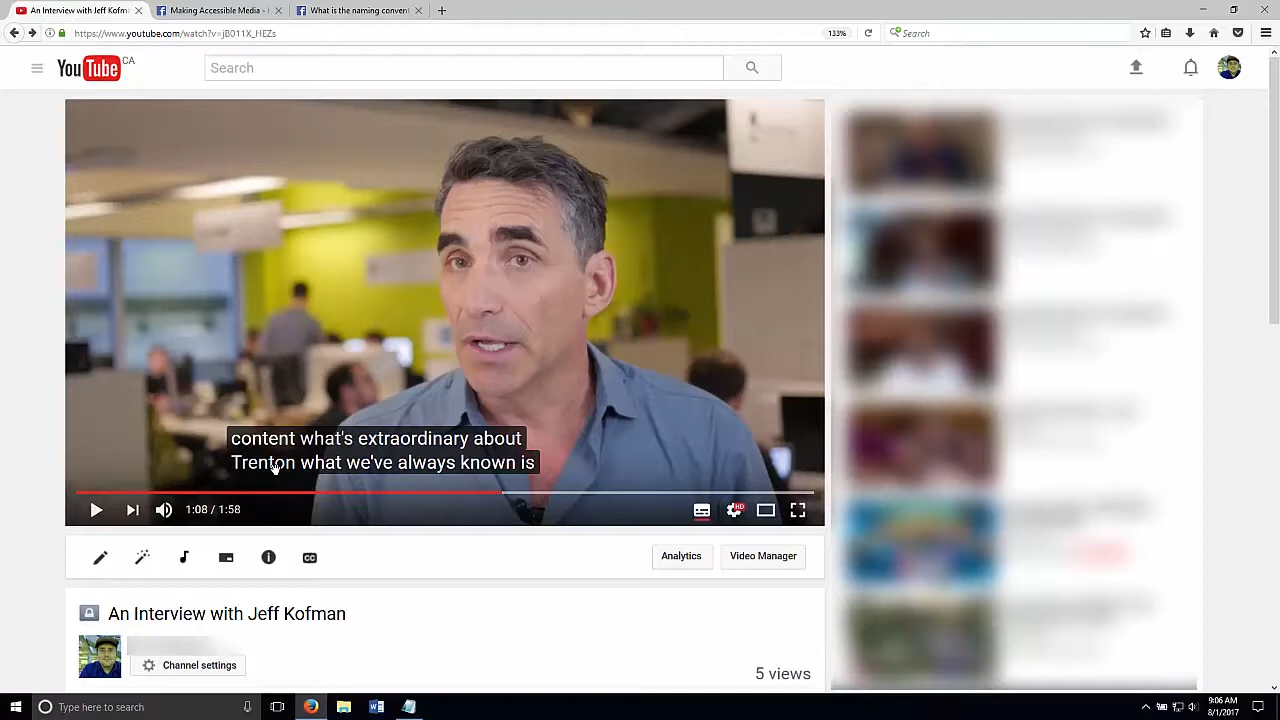 An Interview with Jeff Kofm
Making Accessible Media -
What is the naming convent
https://www.youtube.com/watch?v=jB011X_HEZs
133%
Search
YouTube CA
Search
content what's extraordinary about
Trenton what we've always known is
1:08 / 1:58
HD
CC
Analytics
Video Manager
An Interview with Jeff Kofman
Channel settings
5 views
Type here to search
9:06 AM
8/1/2017